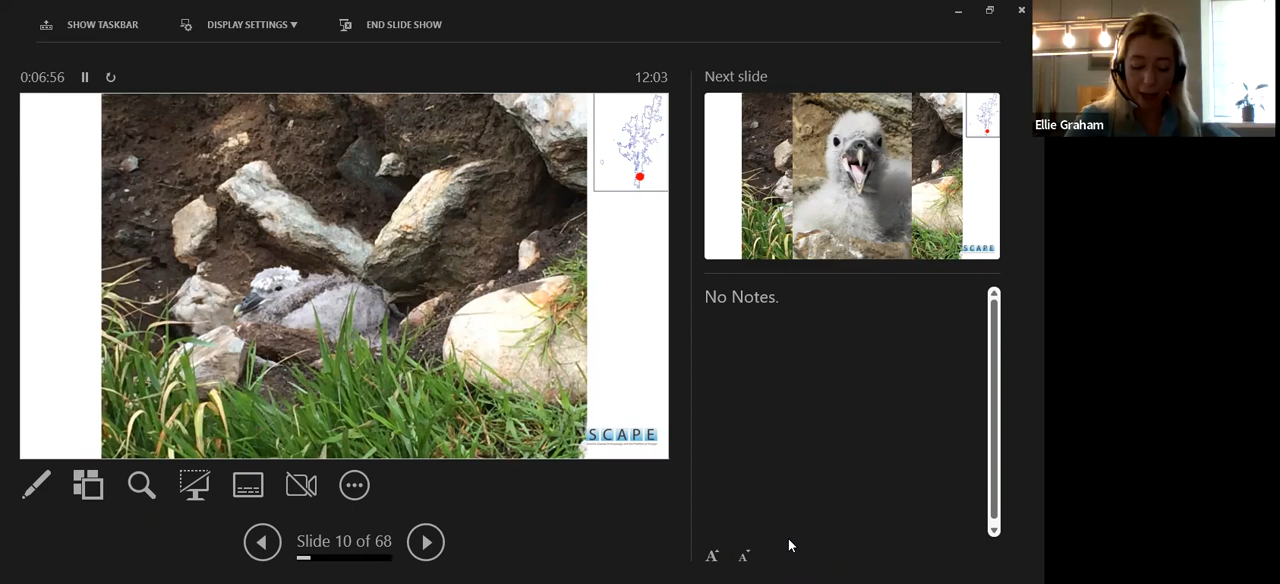 SHOW TASKBAR
DISPLAY SETTINGS ▼
END SLIDE SHOW
0:06:56
12:03
Next slide
Ellie Graham
SCAPE
SCAPE
No Notes.
Slide 10 of 68
A A